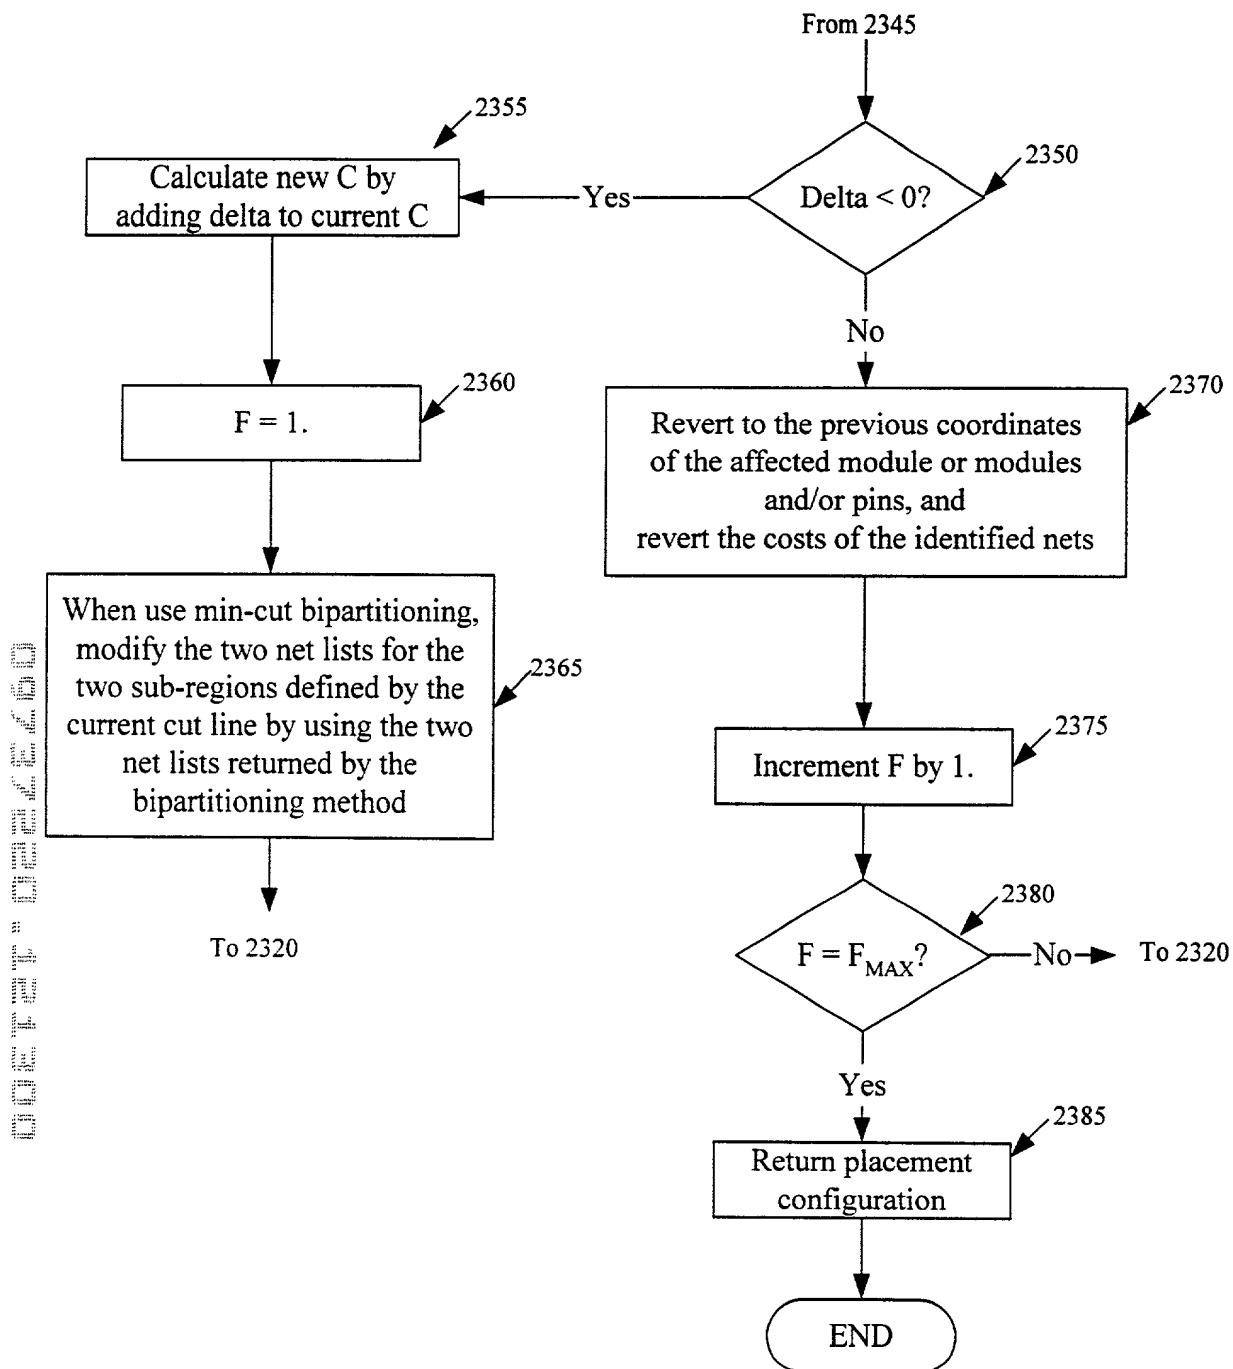 From 2345
2355
Calculate new C by
adding delta to current C
Yes
Delta < 0?
2350
No
2360
F = 1.
2370
Revert to the previous coordinates
of the affected module or modules
and/or pins, and
revert the costs of the identified nets
When use min-cut bipartitioning,
modify the two net lists for the
two sub-regions defined by the
current cut line by using the two
net lists returned by the
bipartitioning method
2365
To 2320
2375
Increment F by 1.
2380
F = F_MAX?
No
To 2320
Yes
2385
Return placement
configuration
END